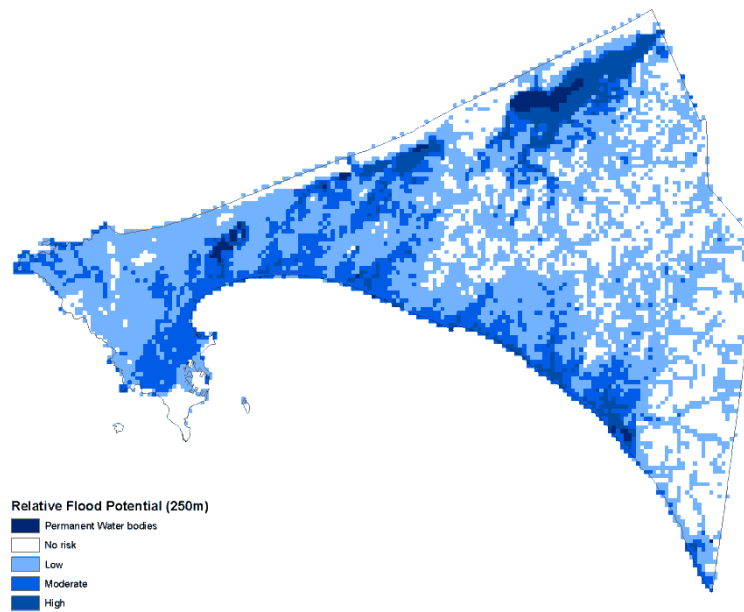 Relative Flood Potential (250m)
Permanent Water bodies
No risk
Low
Moderate
High